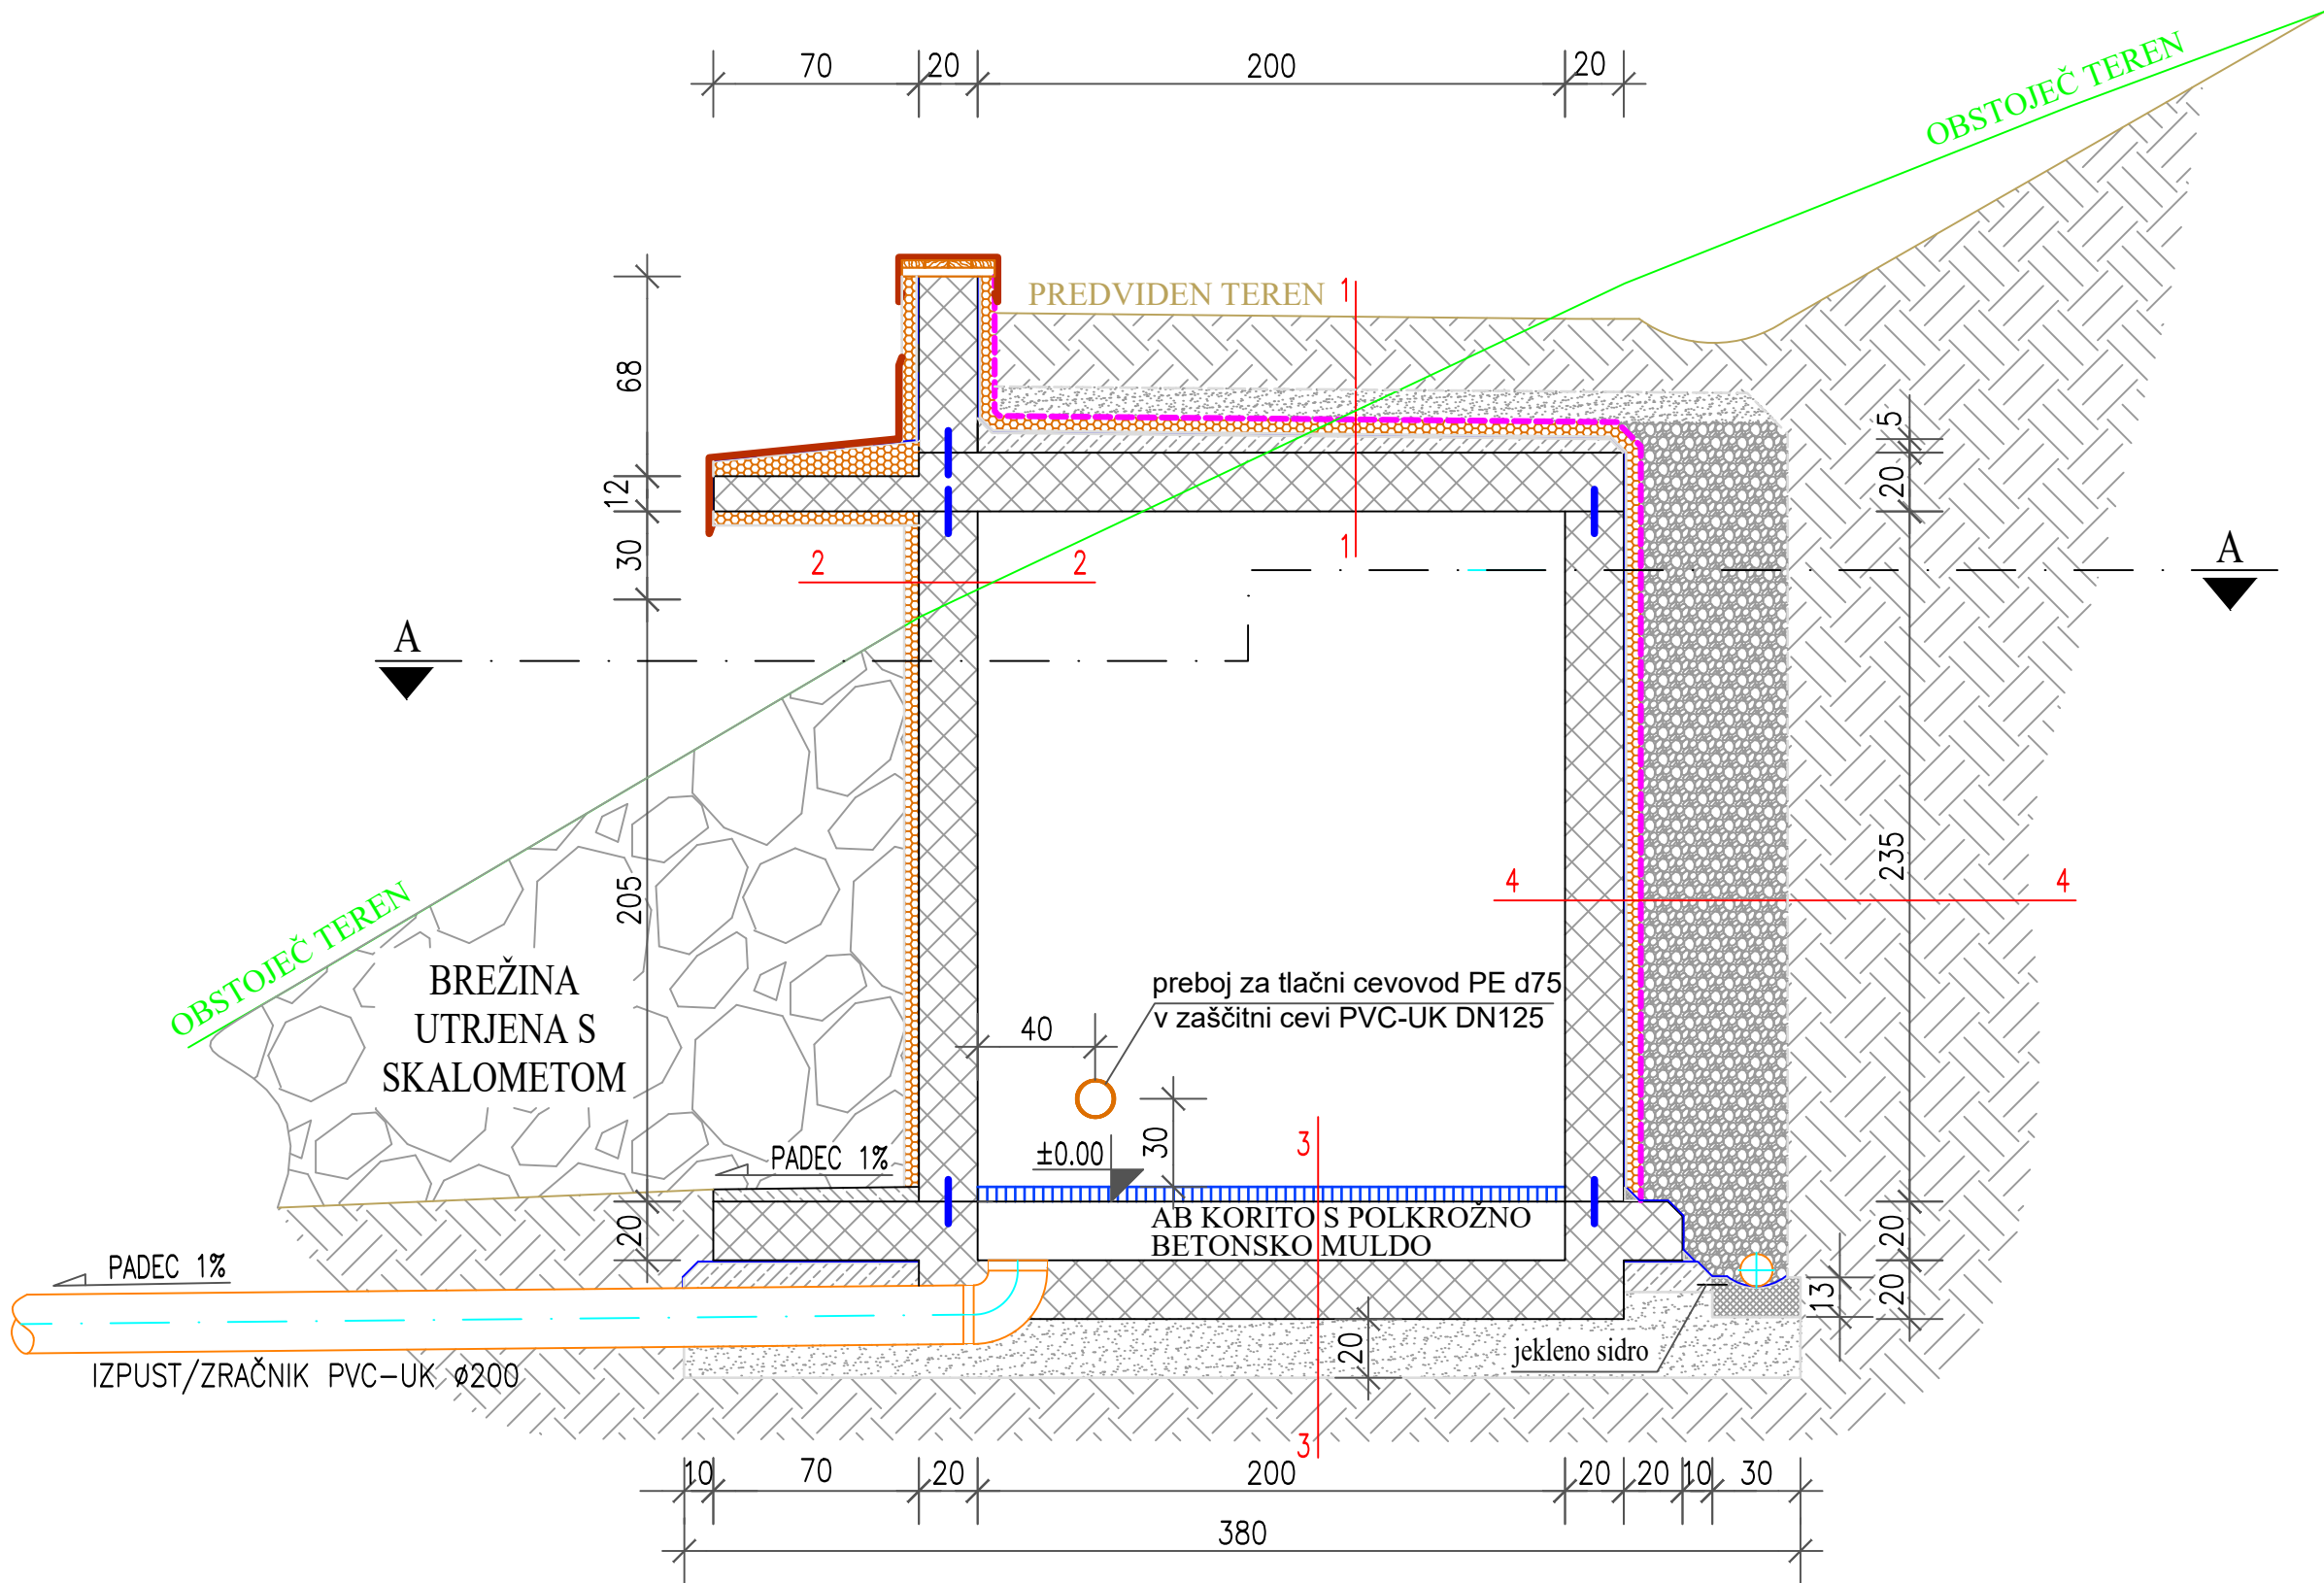 70 20 200 20
OBSTOJEČ TEREN
PREDVIDEN TEREN
1
68
5
12
20
30
2 2
1
A
A
4 4
235
205
OBSTOJEČ TEREN
BREŽINA
UTRJENA S
SKALOMETOM
preboj za tlačni cevovod PE d75
v zaščitni cevi PVC-UK DN125
40
30
±0.00
3
PADEC 1%
AB KORITO S POLKROŽNO
BETONSKO MULDO
20
20
PADEC 1%
20
13
20
jekleno sidro
IZPUST/ZRAČNIK PVC-UK Ø200
3
10 70 20 200 20 20 10 30
380